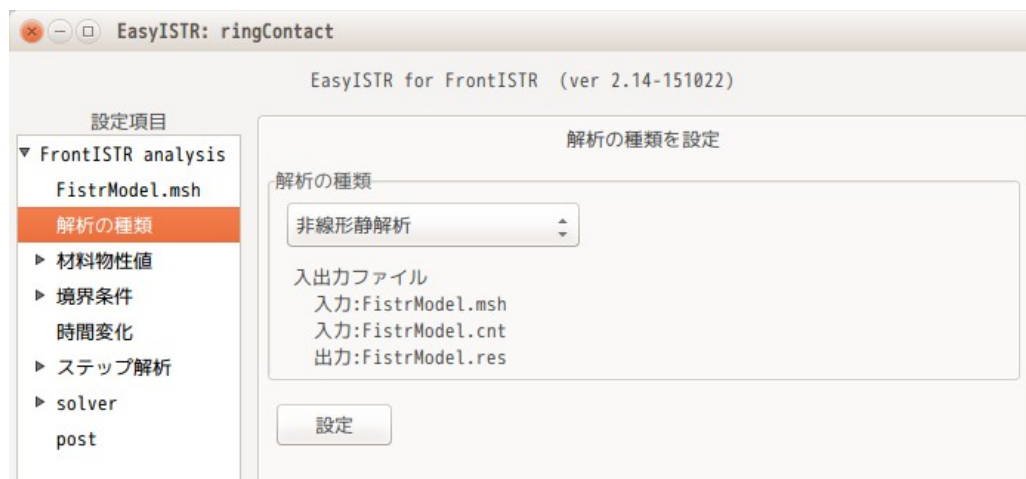 EasyISTR: ringContact
EasyISTR for FrontISTR (ver 2.14-151022)
設定項目
FrontISTR analysis
FistrModel.msh
解析の種類
材料物性値
境界条件
時間変化
ステップ解析
solver
post
解析の種類を設定
解析の種類
非線形静解析
入出力ファイル
入力:FistrModel.msh
入力:FistrModel.cnt
出力:FistrModel.res
設定